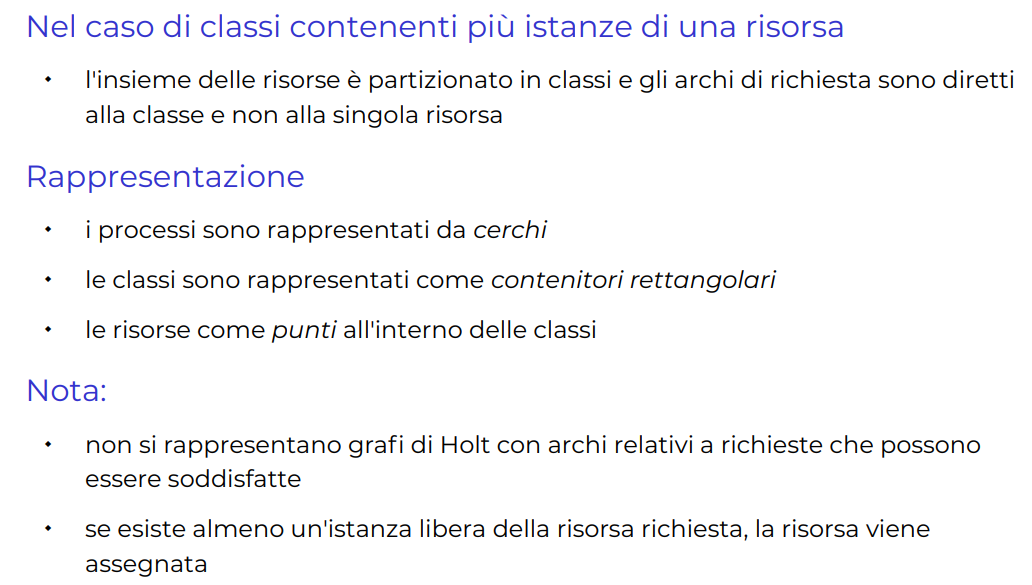 Nel caso di classi contenenti più istanze di una risorsa
• l'insieme delle risorse è partizionato in classi e gli archi di richiesta sono diretti
alla classe e non alla singola risorsa
Rappresentazione
• i processi sono rappresentati da cerchi
• le classi sono rappresentati come contenitori rettangolari
• le risorse come punti all'interno delle classi
Nota:
• non si rappresentano grafi di Holt con archi relativi a richieste che possono
essere soddisfatte
• se esiste almeno un'istanza libera della risorsa richiesta, la risorsa viene
assegnata